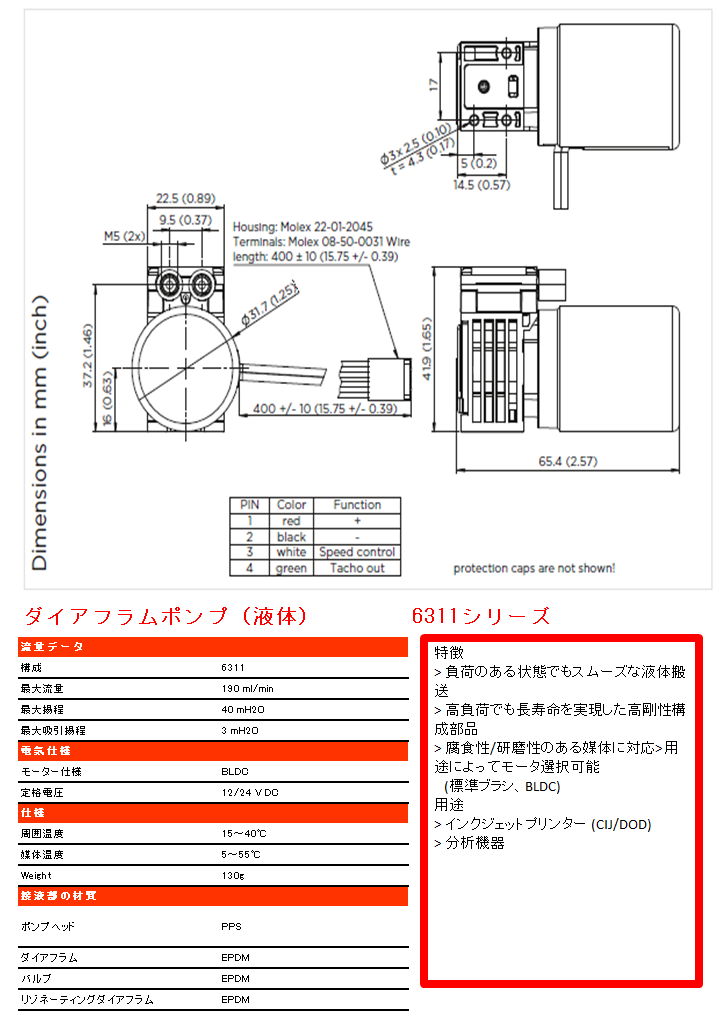 17
Ø3x 2.5 (0.10)
t = 4.3 (0.17)
5 (0.2)
14.5 (0.57)
22.5 (0.89)
9.5 (0.37)
M5 (2x)
Housing: Molex 22-01-2045
Terminals: Molex 08-50-0031 Wire
length: 400 ± 10 (15.75 +/- 0.39)
Ø31.7 (1.25)
37.2 (1.46)
16 (0.63)
400 +/- 10 (15.75 +/- 0.39)
41.9 (1.65)
65.4 (2.57)
Dimensions in mm (inch)
PIN Color Function
1 red +
2 black -
3 white Speed control
4 green Tacho out
protection caps are not shown!
ダイアフラムポンプ（液体） 6311シリーズ
流量データ
構成 6311
最大流量 190 ml/min
最大揚程 40 mH2O
最大吸引揚程 3 mH2O
電気仕様
モーター仕様 BLDC
定格電圧 12/24 V DC
仕様
周囲温度 15～40℃
媒体温度 5～55℃
Weight 130g
接液部の材質
ポンプヘッド PPS
ダイアフラム EPDM
バルブ EPDM
リゾネーティングダイアフラム EPDM
特徴
> 負荷のある状態でもスムーズな液体搬
送
> 高負荷でも長寿命を実現した高剛性構
成部品
> 腐食性/研磨性のある媒体に対応>用
途によってモータ選択可能
(標準ブラシ、BLDC)
用途
> インクジェットプリンター (CIJ/DOD)
> 分析機器